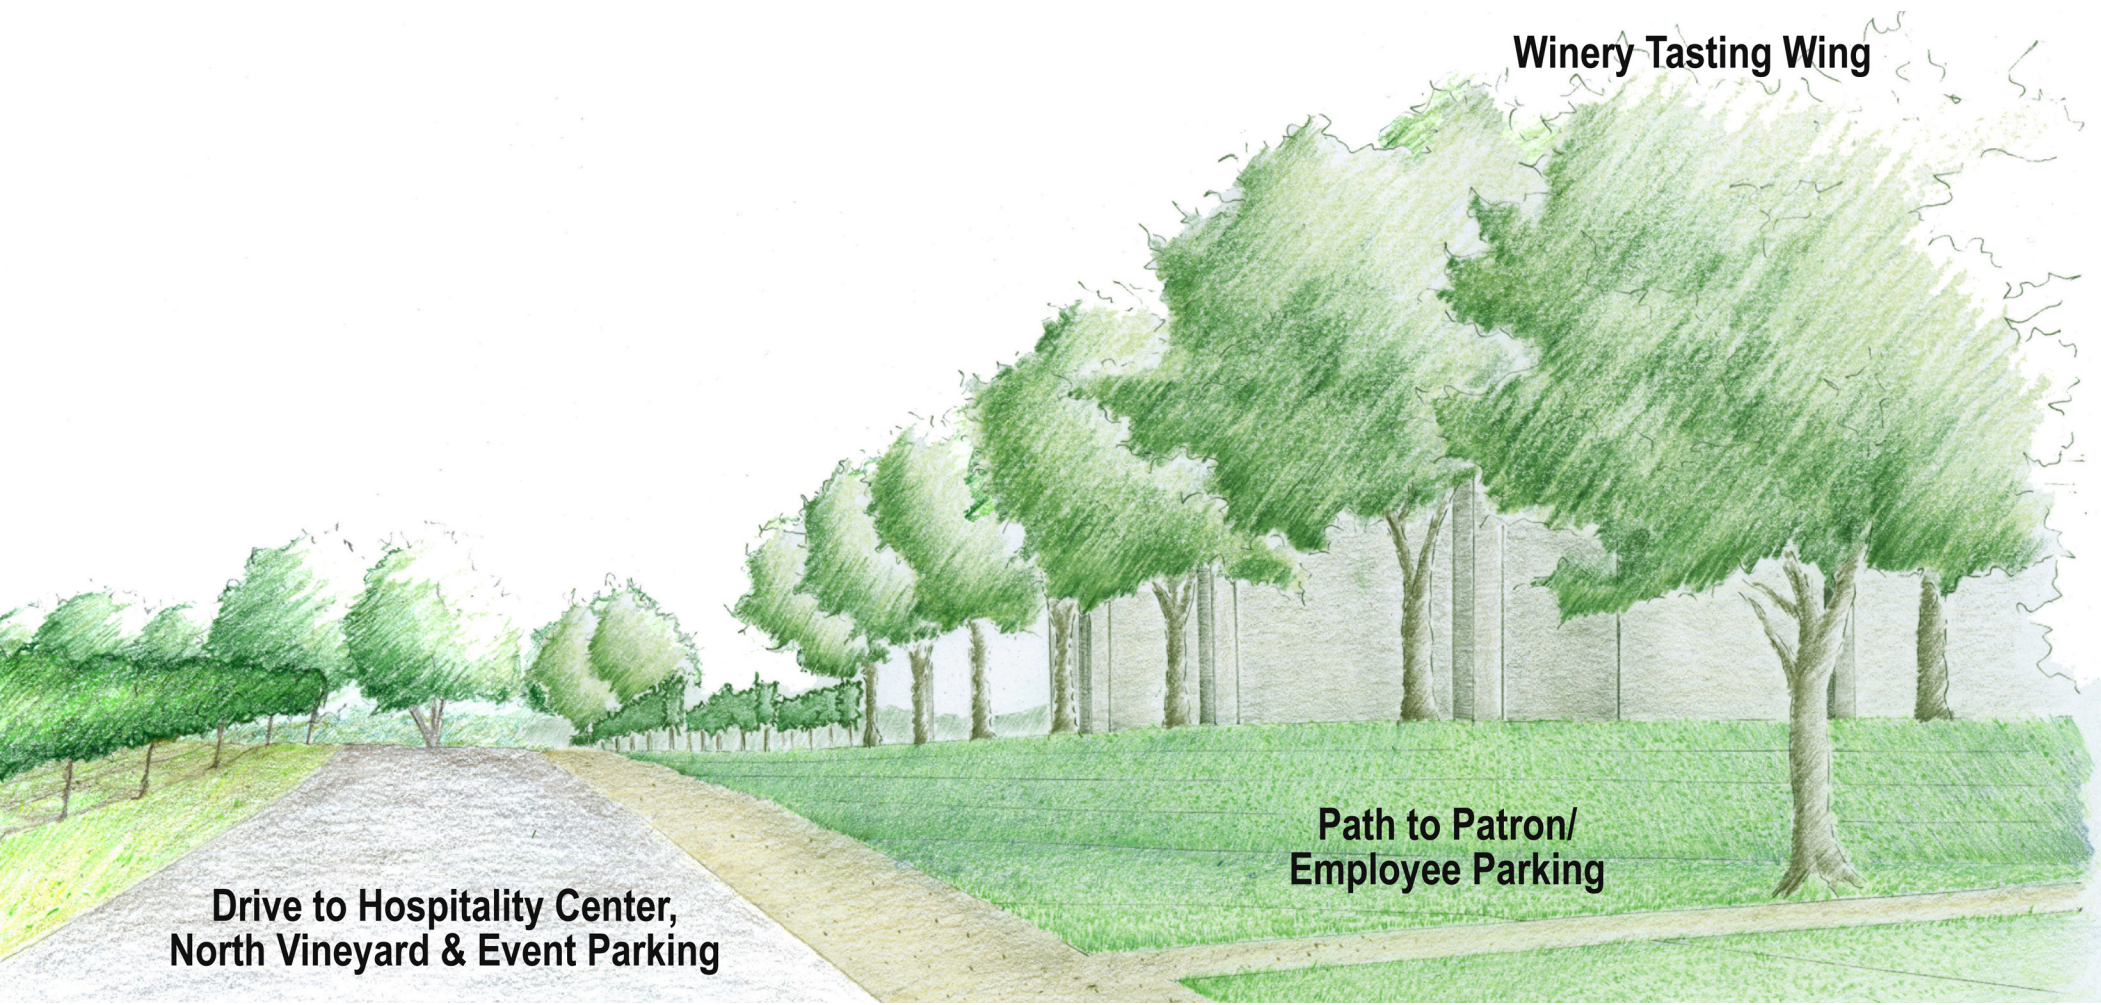 Winery Tasting Wing
Path to Patron/
Employee Parking
Drive to Hospitality Center,
North Vineyard & Event Parking